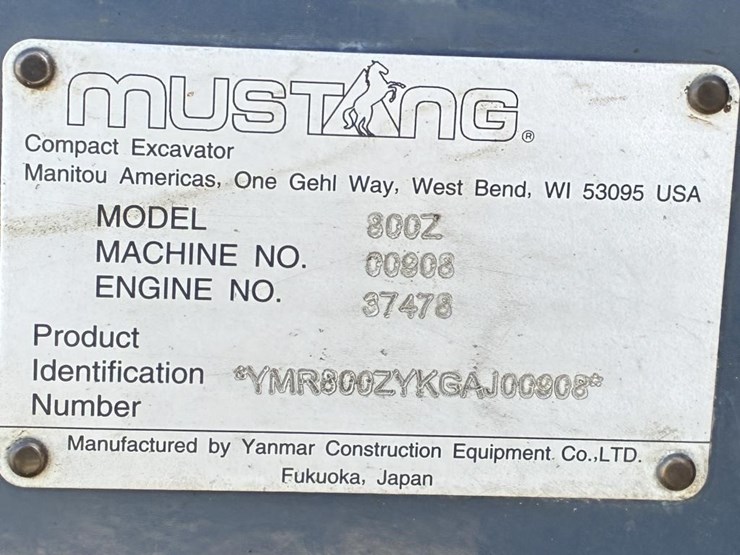 MUSTANG®
Compact Excavator
Manitou Americas, One Gehl Way, West Bend, WI 53095 USA
MODEL 800Z
MACHINE NO. 00908
ENGINE NO. 37478
Product
Identification *YMR800ZYKGAJ00908*
Number
Manufactured by Yanmar Construction Equipment Co.,LTD.
Fukuoka, Japan